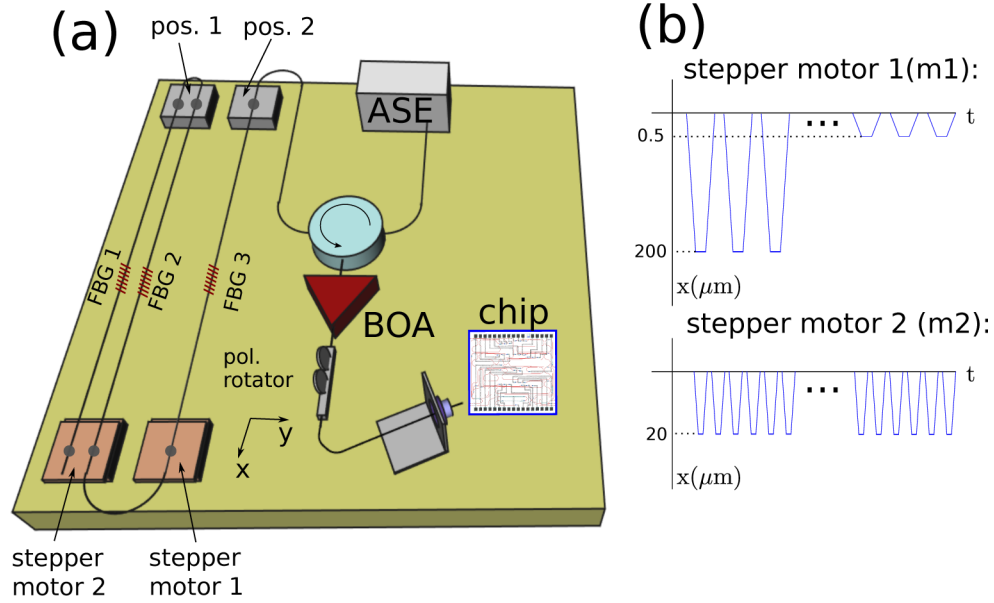 (a)
pos. 1
pos. 2
ASE
FBG 1
FBG 2
FBG 3
BOA
chip
pol.
rotator
y
x
stepper
motor 2
stepper
motor 1
(b)
stepper motor 1(m1):
t
...
0.5
200
x(μm)
stepper motor 2 (m2):
t
...
20
x(μm)